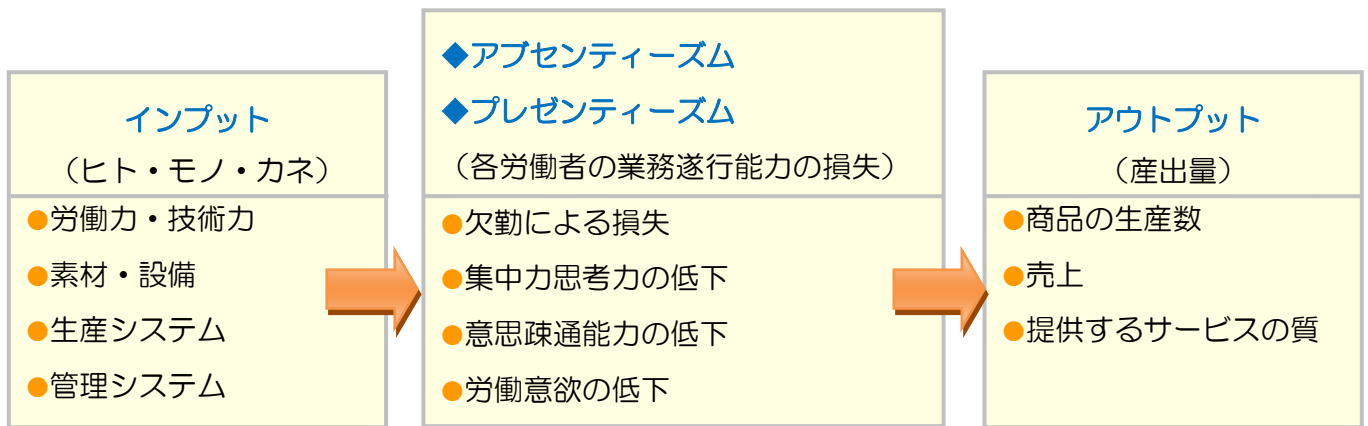 インプット
（ヒト・モノ・カネ）
●労働力・技術力
●素材・設備
●生産システム
●管理システム
◆アブセンティーズム
◆プレゼンティーズム
（各労働者の業務遂行能力の損失）
●欠勤による損失
●集中力思考力の低下
●意思疎通能力の低下
●労働意欲の低下
アウトプット
（産出量）
●商品の生産数
●売上
●提供するサービスの質